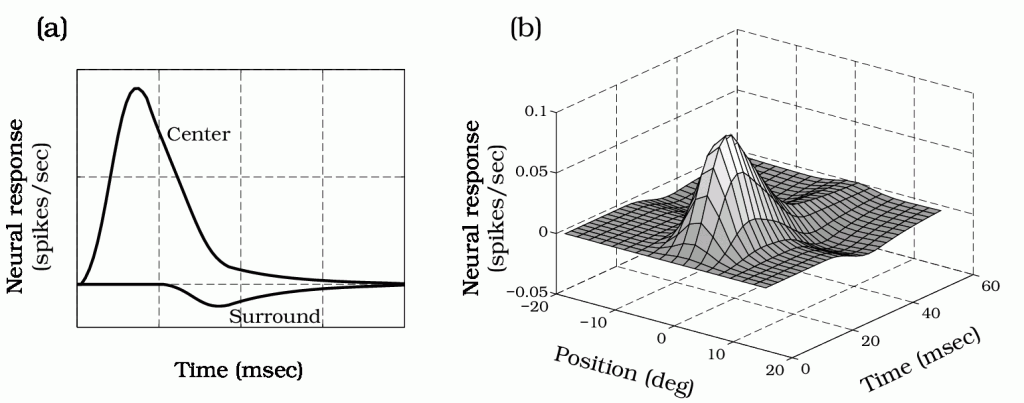 (a)
Neural response
(spikes/sec)
Center
Surround
Time (msec)
(b)
Neural response
(spikes/sec)
0.1
0.05
0
−0.05
−20
−10
0
10
20
Position (deg)
0
20
40
60
Time (msec)